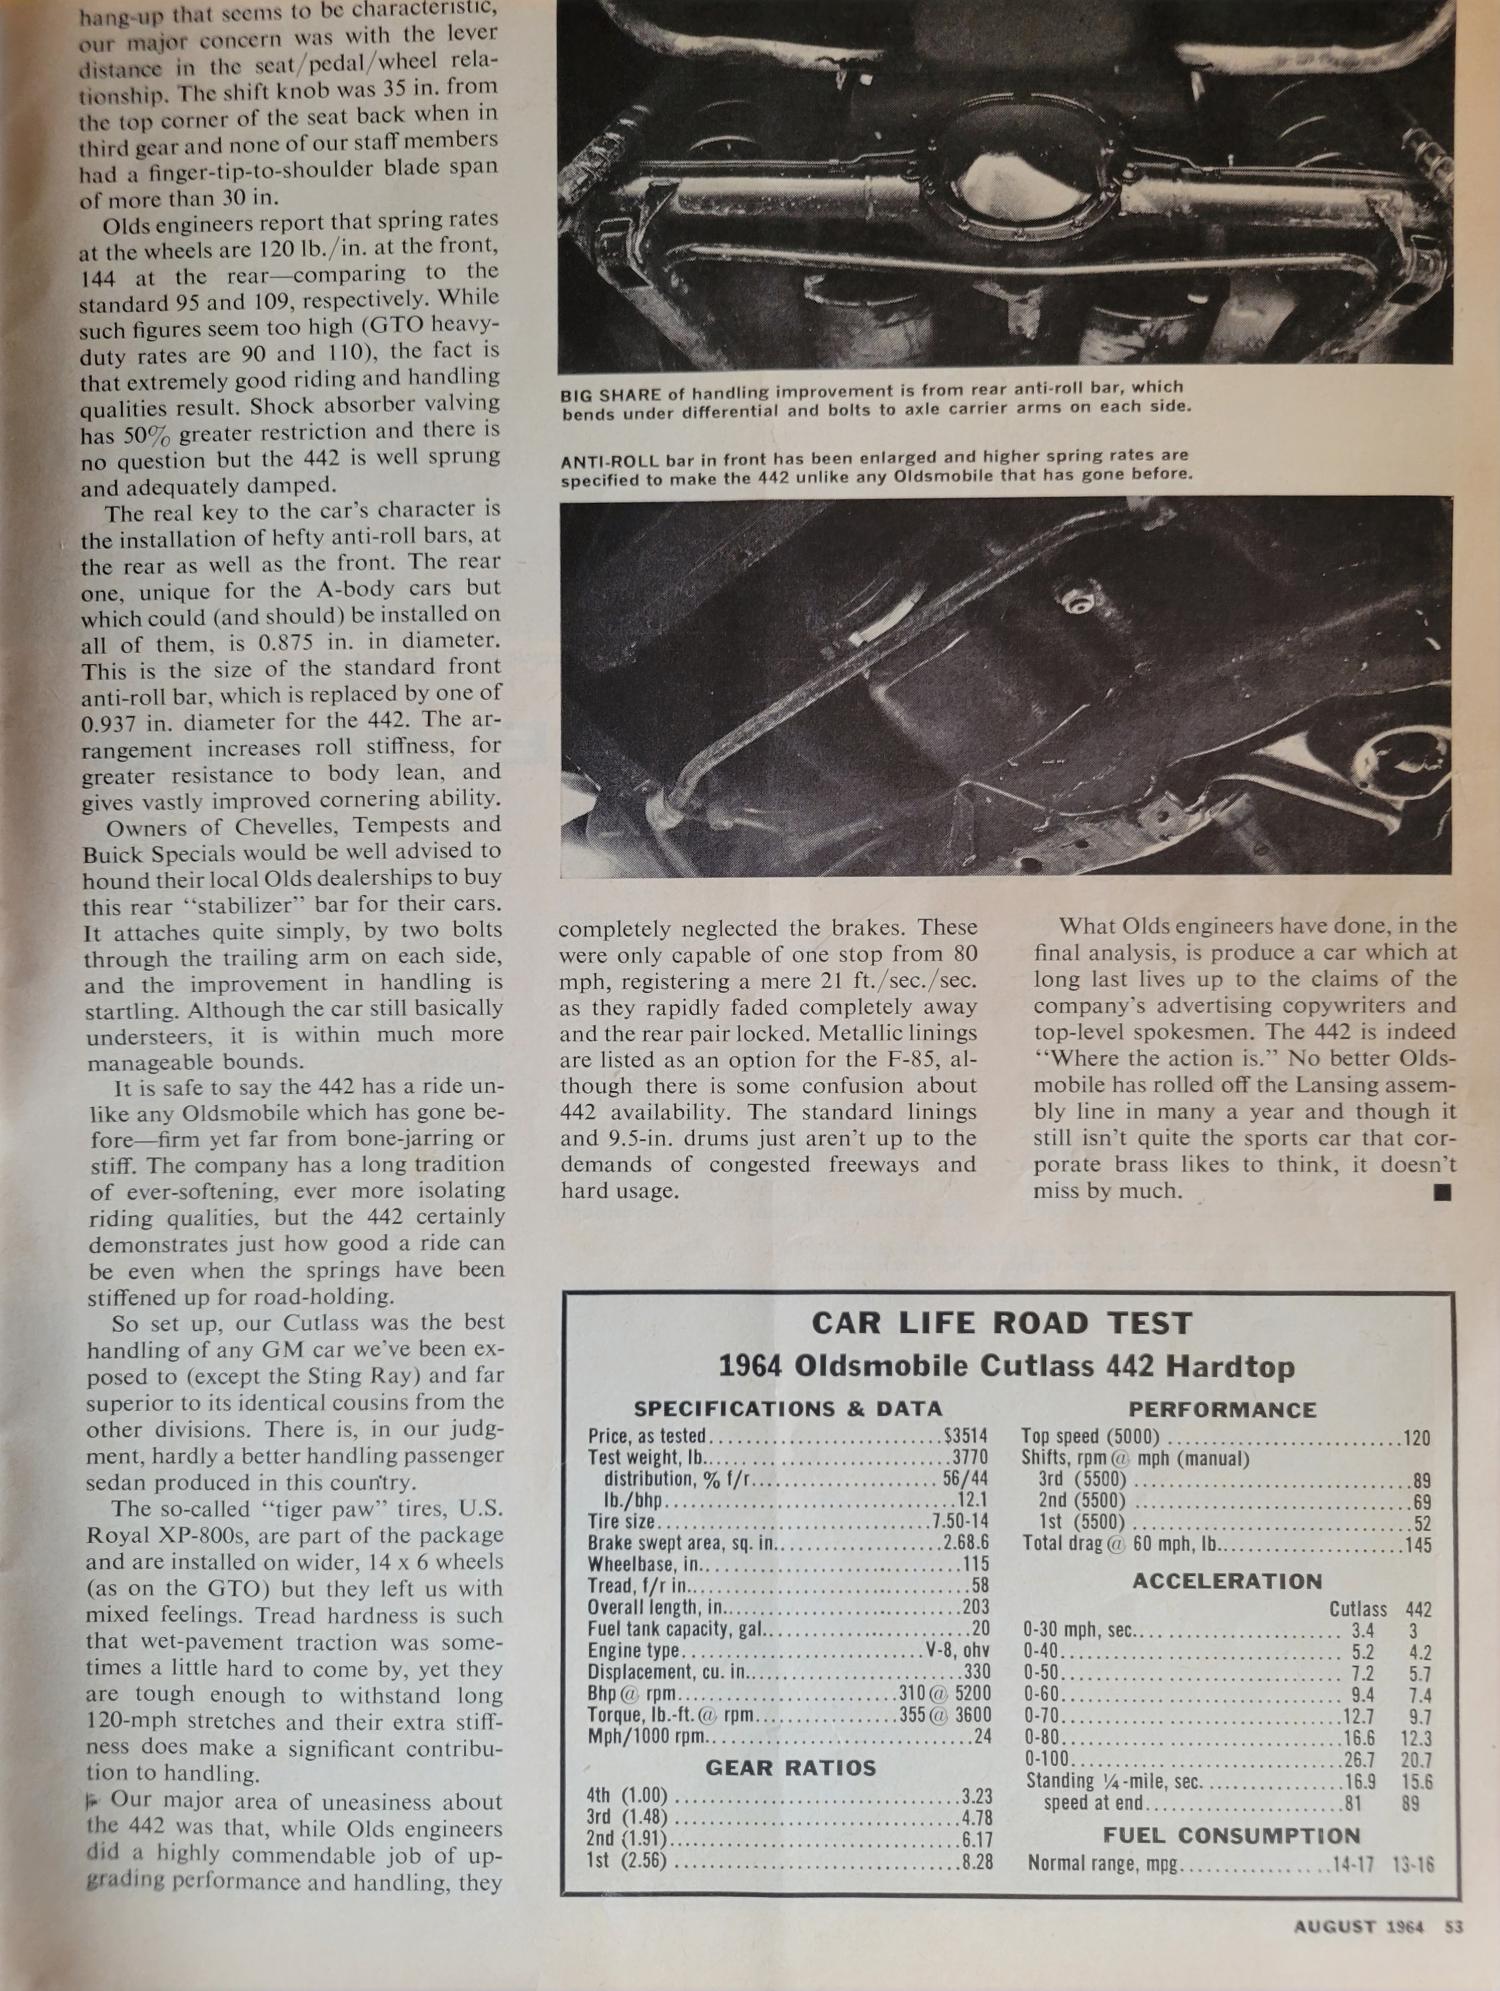 hang-up that seems to be characteristic,
our major concern was with the lever
distance in the seat/pedal/wheel rela-
tionship. The shift knob was 35 in. from
the top corner of the seat back when in
third gear and none of our staff members
had a finger-tip-to-shoulder blade span
of more than 30 in.
Olds engineers report that spring rates
at the wheels are 120 lb./in. at the front,
144 at the rear—comparing to the
standard 95 and 109, respectively. While
such figures seem too high (GTO heavy-
duty rates are 90 and 110), the fact is
that extremely good riding and handling
qualities result. Shock absorber valving
has 50% greater restriction and there is
no question but the 442 is well sprung
and adequately damped.
The real key to the car's character is
the installation of hefty anti-roll bars, at
the rear as well as the front. The rear
one, unique for the A-body cars but
which could (and should) be installed on
all of them, is 0.875 in. in diameter.
This is the size of the standard front
anti-roll bar, which is replaced by one of
0.937 in. diameter for the 442. The ar-
rangement increases roll stiffness, for
greater resistance to body lean, and
gives vastly improved cornering ability.
Owners of Chevelles, Tempests and
Buick Specials would be well advised to
hound their local Olds dealerships to buy
this rear "stabilizer" bar for their cars.
It attaches quite simply, by two bolts
through the trailing arm on each side,
and the improvement in handling is
startling. Although the car still basically
understeers, it is within much more
manageable bounds.
It is safe to say the 442 has a ride un-
like any Oldsmobile which has gone be-
fore—firm yet far from bone-jarring or
stiff. The company has a long tradition
of ever-softening, ever more isolating
riding qualities, but the 442 certainly
demonstrates just how good a ride can
be even when the springs have been
stiffened up for road-holding.
So set up, our Cutlass was the best
handling of any GM car we've been ex-
posed to (except the Sting Ray) and far
superior to its identical cousins from the
other divisions. There is, in our judg-
ment, hardly a better handling passenger
sedan produced in this country.
The so-called "tiger paw" tires, U.S.
Royal XP-800s, are part of the package
and are installed on wider, 14 x 6 wheels
(as on the GTO) but they left us with
mixed feelings. Tread hardness is such
that wet-pavement traction was some-
times a little hard to come by, yet they
are tough enough to withstand long
120-mph stretches and their extra stiff-
ness does make a significant contribu-
tion to handling.
Our major area of uneasiness about
the 442 was that, while Olds engineers
did a highly commendable job of up-
grading performance and handling, they
BIG SHARE of handling improvement is from rear anti-roll bar, which
bends under differential and bolts to axle carrier arms on each side.
ANTI-ROLL bar in front has been enlarged and higher spring rates are
specified to make the 442 unlike any Oldsmobile that has gone before.
completely neglected the brakes. These
were only capable of one stop from 80
mph, registering a mere 21 ft./sec./sec.
as they rapidly faded completely away
and the rear pair locked. Metallic linings
are listed as an option for the F-85, al-
though there is some confusion about
442 availability. The standard linings
and 9.5-in. drums just aren't up to the
demands of congested freeways and
hard usage.
What Olds engineers have done, in the
final analysis, is produce a car which at
long last lives up to the claims of the
company's advertising copywriters and
top-level spokesmen. The 442 is indeed
"Where the action is." No better Olds-
mobile has rolled off the Lansing assem-
bly line in many a year and though it
still isn't quite the sports car that cor-
porate brass likes to think, it doesn't
miss by much. ■
CAR LIFE ROAD TEST
1964 Oldsmobile Cutlass 442 Hardtop
SPECIFICATIONS & DATA
Price, as tested..........................$3514
Test weight, lb...........................3770
distribution, % f/r.....................56/44
lb./bhp................................12.1
Tire size..............................7.50-14
Brake swept area, sq. in...................2.68.6
Wheelbase, in.............................115
Tread, f/r in..............................58
Overall length, in..........................203
Fuel tank capacity, gal.......................20
Engine type..........................V-8, ohv
Displacement, cu. in........................330
Bhp @ rpm........................310 @ 5200
Torque, lb.-ft. @ rpm................355 @ 3600
Mph/1000 rpm.............................24
GEAR RATIOS
4th (1.00) ...............................3.23
3rd (1.48) ...............................4.78
2nd (1.91)................................6.17
1st (2.56) ...............................8.28
PERFORMANCE
Top speed (5000) ..........................120
Shifts, rpm @ mph (manual)
3rd (5500) ...............................89
2nd (5500) ...............................69
1st (5500) ...............................52
Total drag @ 60 mph, lb.....................145
ACCELERATION
Cutlass 442
0-30 mph, sec........................ 3.4 3
0-40................................ 5.2 4.2
0-50................................ 7.2 5.7
0-60................................ 9.4 7.4
0-70................................12.7 9.7
0-80................................16.6 12.3
0-100...............................26.7 20.7
Standing ¼-mile, sec.................16.9 15.6
speed at end.......................81 89
FUEL CONSUMPTION
Normal range, mpg.................14-17 13-16
AUGUST 1964 53